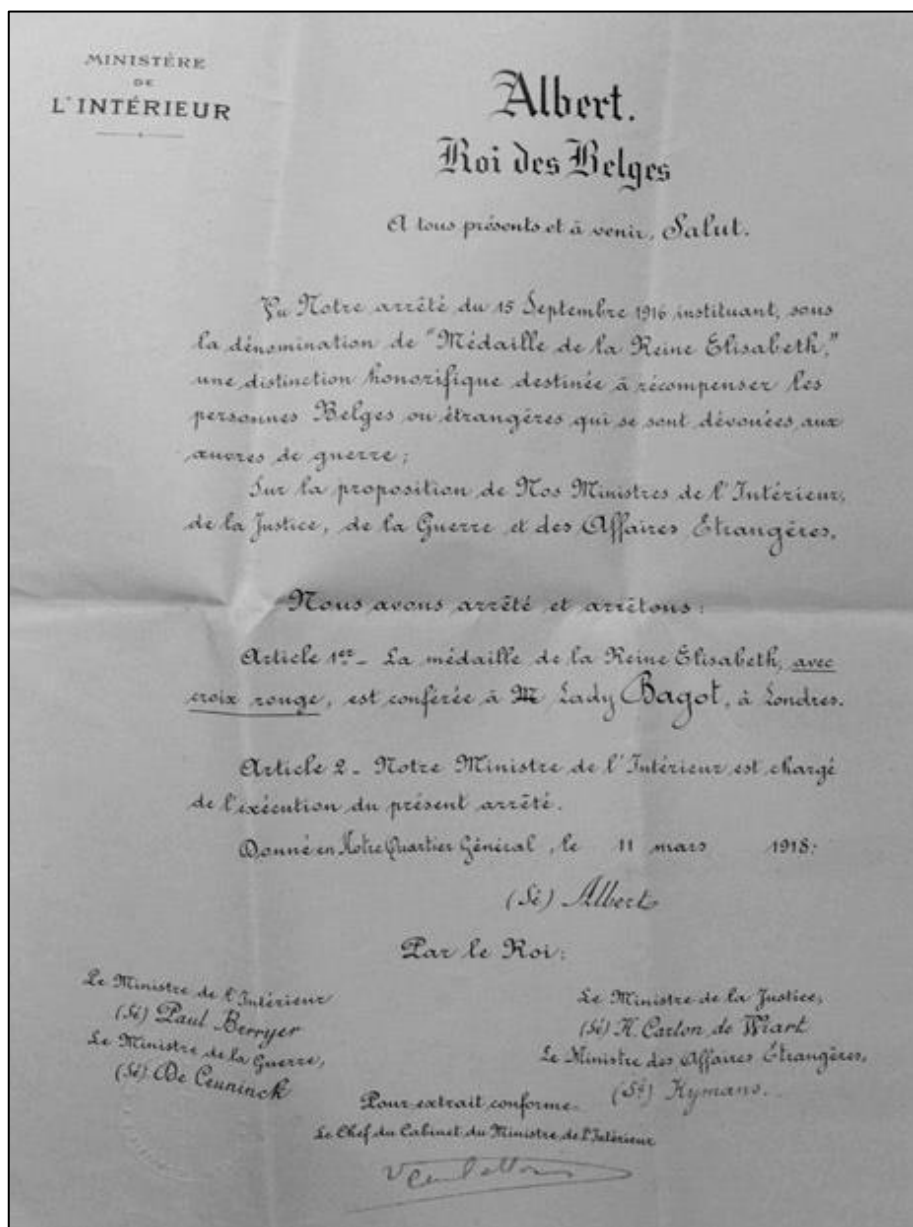 MINISTÈRE
DE
L'INTÉRIEUR
Albert.
Roi des Belges
A tous présents et à venir, Salut.
Vu Notre arrêté du 15 Septembre 1916 instituant, sous
la dénomination de "Médaille de la Reine Elisabeth,"
une distinction honorifique destinée à récompenser les
personnes Belges ou étrangères qui se sont dévouées aux
œuvres de guerre;
Sur la proposition de Nos Ministres de l'Intérieur,
de la Justice, de la Guerre et des Affaires Etrangères.
Nous avons arrêté et arrêtons:
Article 1er - La médaille de la Reine Elisabeth, avec
croix rouge, est conférée à M Lady Bagot, à Londres.
Article 2 - Notre Ministre de l'Intérieur est chargé
de l'exécution du présent arrêté.
Donné en Notre Quartier Général, le 11 mars 1918:
(Sé) Albert
Par le Roi:
Le Ministre de l'Intérieur
(Sé) Paul Berryer
Le Ministre de la Guerre,
(Sé) De Ceuninck
Le Ministre de la Justice,
(Sé) H. Carton de Wiart
Le Ministre des Affaires Étrangères,
(Sé) Hymans.
Pour extrait conforme.
Le Chef du Cabinet du Ministre de l'Intérieur